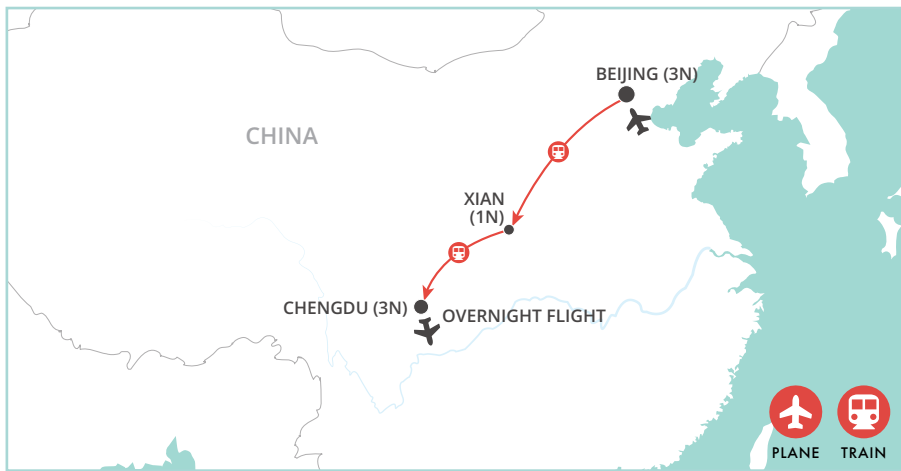 BEIJING (3N)
CHINA
XIAN
(1N)
CHENGDU (3N)
OVERNIGHT FLIGHT
PLANE
TRAIN